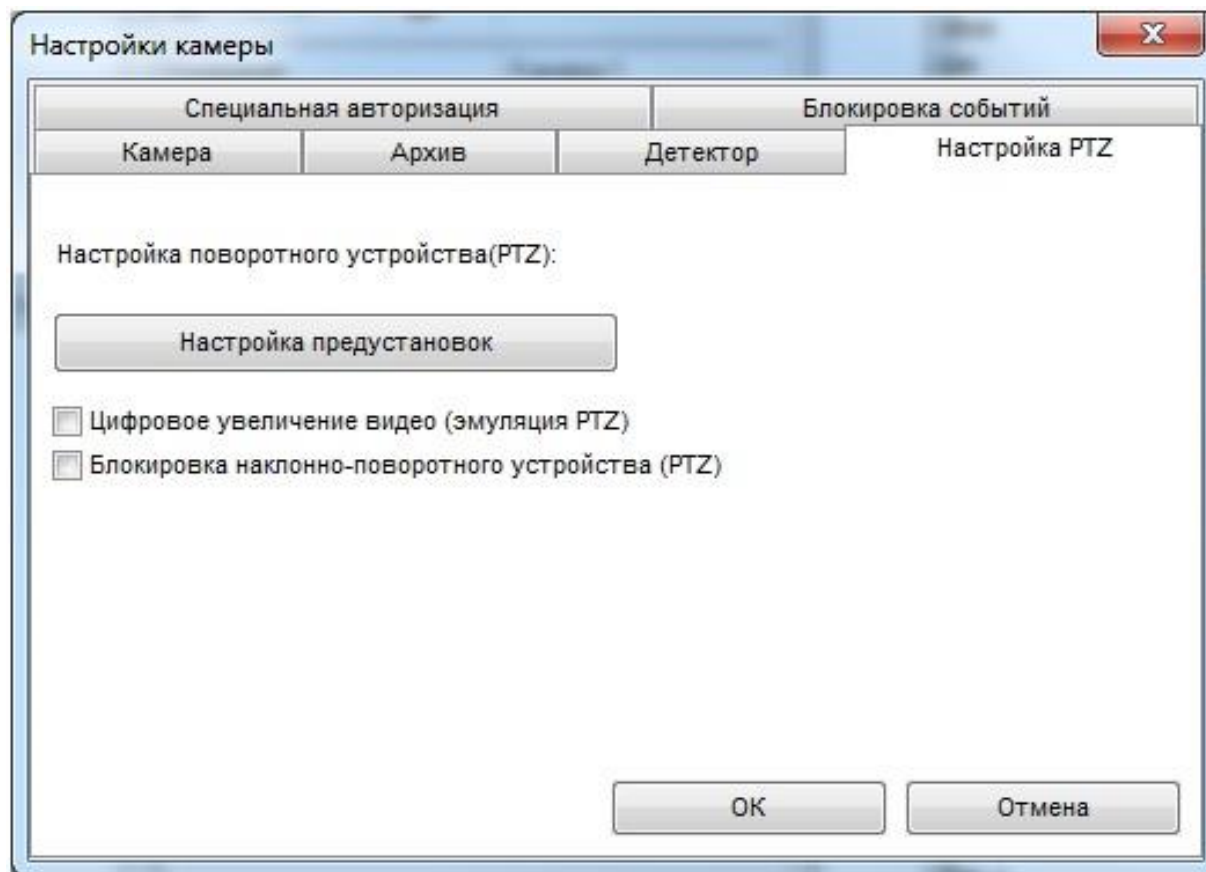 Настройки камеры
Специальная авторизация
Блокировка событий
Камера
Архив
Детектор
Настройка PTZ
Настройка поворотного устройства(PTZ):
Настройка предустановок
Цифровое увеличение видео (эмуляция PTZ)
Блокировка наклонно-поворотного устройства (PTZ)
ОК
Отмена